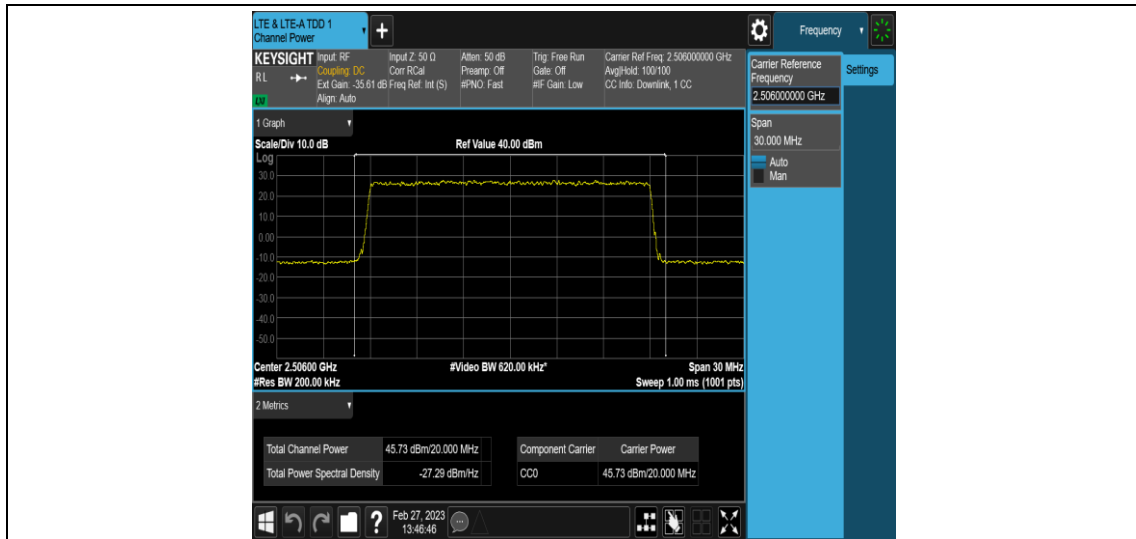 LTE & LTE-A TDD 1
Channel Power
+
Frequency
KEYSIGHT
RL
LXI
Input: RF
Coupling: DC
Ext Gain: -35.61 dB
Align: Auto
Input Z: 50 Ω
Corr RCal
Freq Ref: Int (S)
Atten: 50 dB
Preamp: Off
#PNO: Fast
Trig: Free Run
Gate: Off
#IF Gain: Low
Carrier Ref Freq: 2.506000000 GHz
Avg|Hold: 100/100
CC Info: Downlink, 1 CC
Carrier Reference
Frequency
2.506000000 GHz
Settings
Span
30.000 MHz
Auto
Man
1 Graph
Scale/Div 10.0 dB
Ref Value 40.00 dBm
Log
30.0
20.0
10.0
0.00
-10.0
-20.0
-30.0
-40.0
-50.0
Center 2.50600 GHz
#Video BW 620.00 kHz*
Span 30 MHz
#Res BW 200.00 kHz
Sweep 1.00 ms (1001 pts)
2 Metrics
Total Channel Power 45.73 dBm/20.000 MHz
Total Power Spectral Density -27.29 dBm/Hz
Component Carrier Carrier Power
CC0 45.73 dBm/20.000 MHz
?
Feb 27, 2023
13:46:46